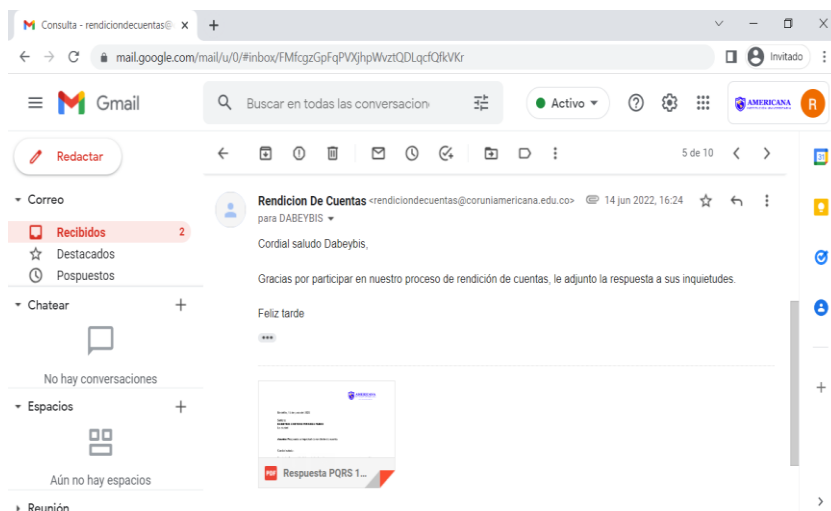 Consulta - rendiciondecuentas@
mail.google.com/mail/u/0/#inbox/FMfcgzGpFqPVXjhpWvztQDLqcfQfkVKr
Invitado
Gmail
Buscar en todas las conversacion
Activo
AMERICANA
R
Redactar
5 de 10
31
Correo
Recibidos 2
Destacados
Pospuestos
Chatear
No hay conversaciones
Espacios
Aún no hay espacios
Reunión
Rendicion De Cuentas <rendiciondecuentas@coruniamericana.edu.co> 14 jun 2022, 16:24
para DABEYBIS
Cordial saludo Dabeybis,
Gracias por participar en nuestro proceso de rendición de cuentas, le adjunto la respuesta a sus inquietudes.
Feliz tarde
AMERICANA
PDF Respuesta PQRS 1...